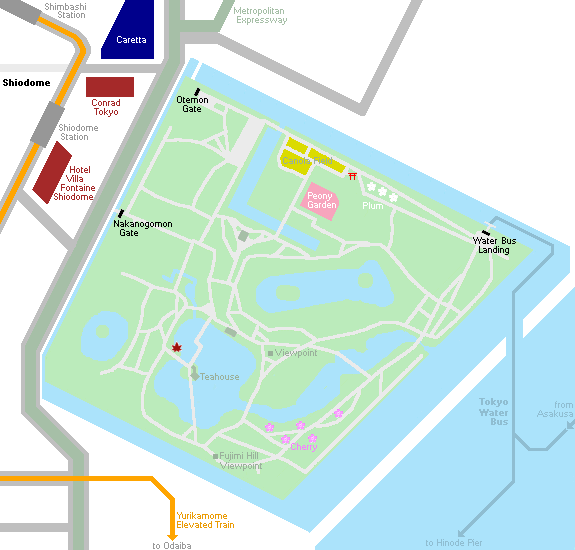 Shimbashi
Station
Metropolitan
Expressway
Caretta
Shiodome
Conrad
Tokyo
Otemon
Gate
Shiodome
Station
Canola Field
Hotel
Villa
Fontaine
Shiodome
Peony
Garden
Plum
Nakanogomon
Gate
Water Bus
Landing
Viewpoint
Teahouse
Tokyo
Water
Bus
from
Asakusa
Cherry
Fujimi Hill
Viewpoint
Yurikamome
Elevated Train
to Odaiba
to Hinode Pier